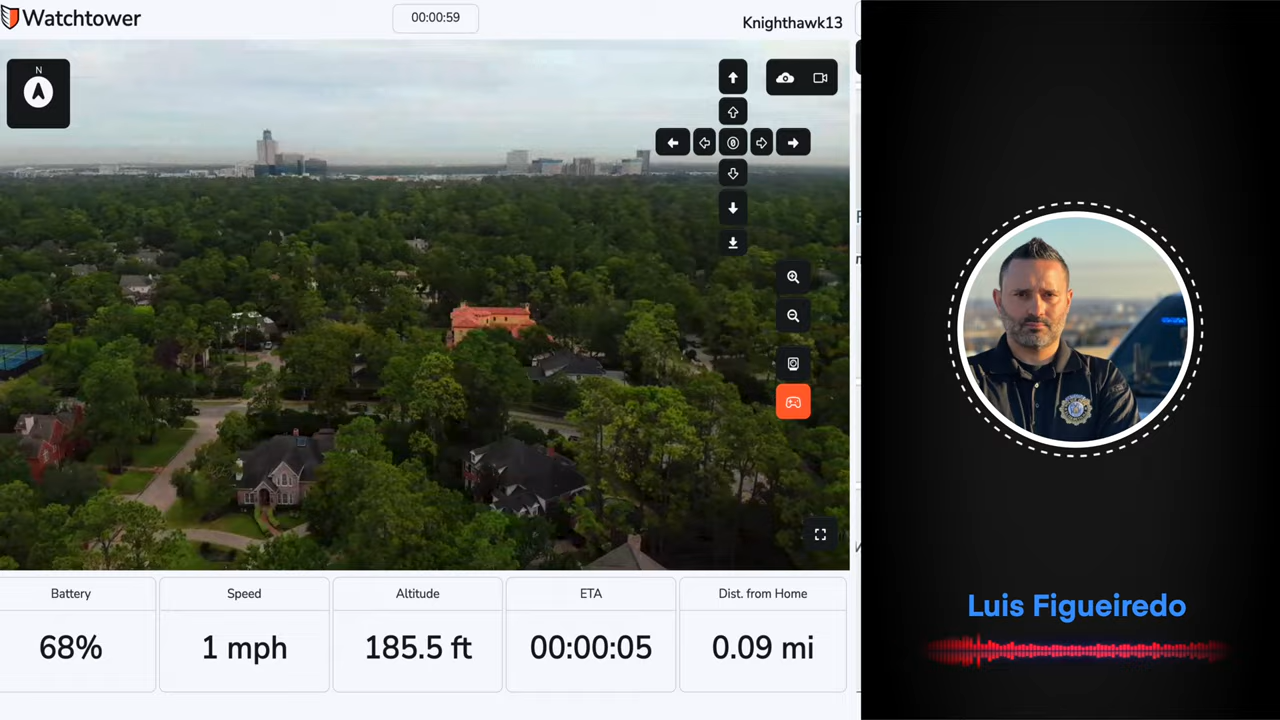 Watchtower
00:00:59
Knighthawk13
N
Battery
Speed
Altitude
ETA
Dist. from Home
68%
1 mph
185.5 ft
00:00:05
0.09 mi
Luis Figueiredo